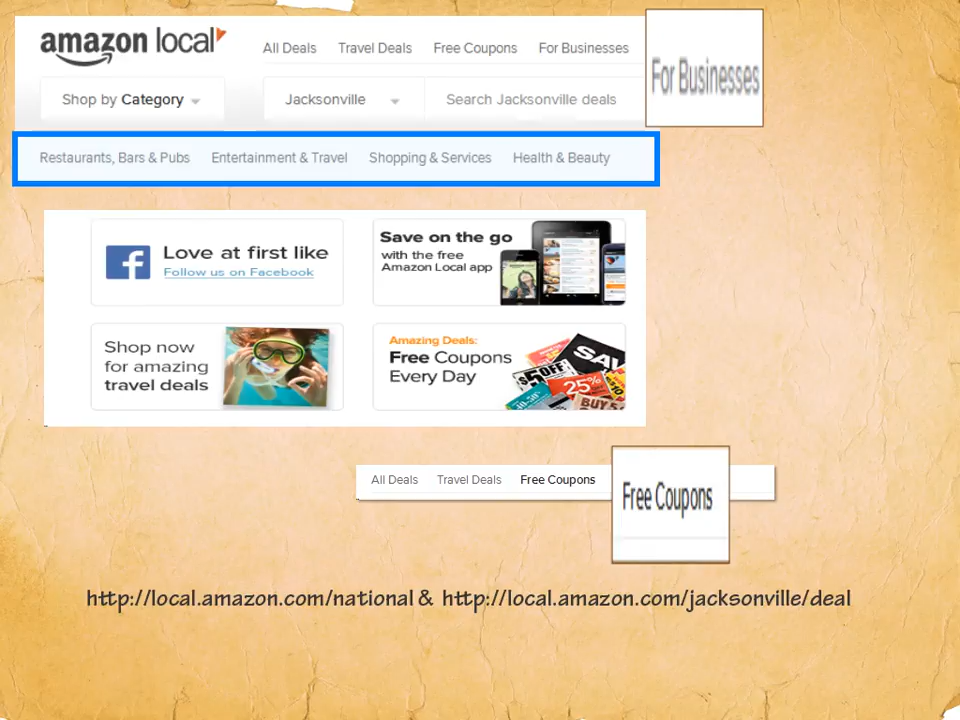 amazon local
All Deals Travel Deals Free Coupons For Businesses
For Businesses
Shop by Category Jacksonville Search Jacksonville deals
Restaurants, Bars & Pubs Entertainment & Travel Shopping & Services Health & Beauty
f Love at first like
Follow us on Facebook
Save on the go
with the free
Amazon Local app
Shop now
for amazing
travel deals
Amazing Deals:
Free Coupons
Every Day
$5 OFF
25%
BUY
All Deals Travel Deals Free Coupons
Free Coupons
http://local.amazon.com/national & http://local.amazon.com/jacksonville/deal